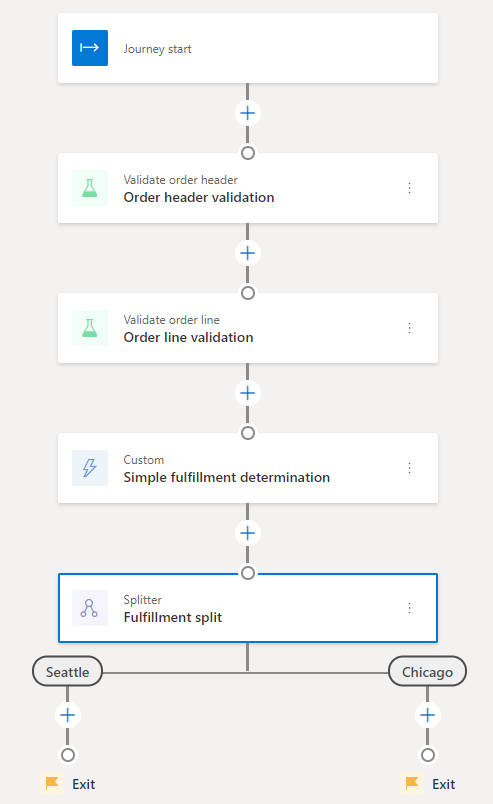 Journey start
Validate order header
Order header validation
Validate order line
Order line validation
Custom
Simple fulfillment determination
Splitter
Fulfillment split
Seattle
Chicago
Exit
Exit